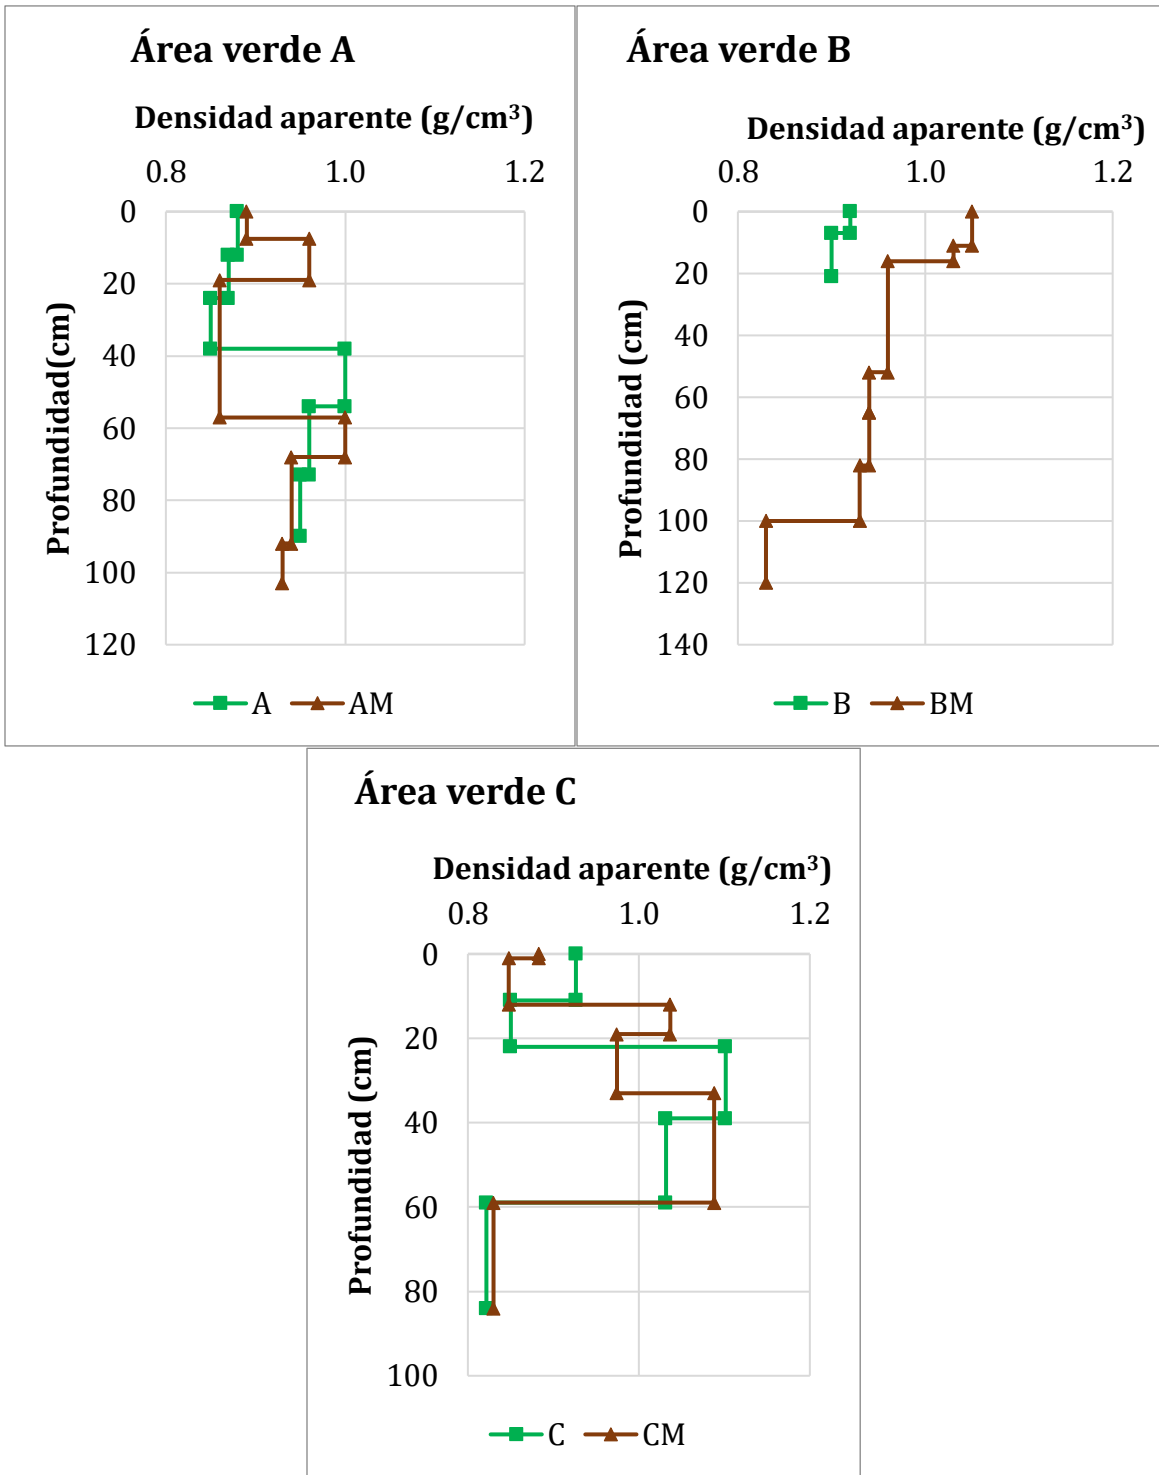 Área verde A
Densidad aparente (g/cm³)
0.8 1.0 1.2
0
20
40
60
80
100
120
Profundidad(cm)
A AM
Área verde B
Densidad aparente (g/cm³)
0.8 1.0 1.2
0
20
40
60
80
100
120
140
Profundidad (cm)
B BM
Área verde C
Densidad aparente (g/cm³)
0.8 1.0 1.2
0
20
40
60
80
100
Profundidad (cm)
C CM